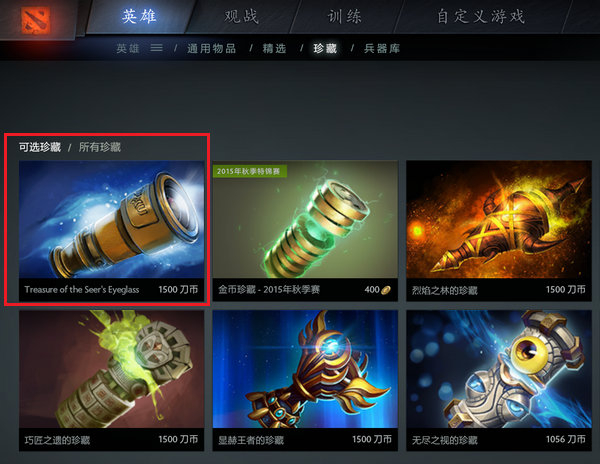 英雄 观战 训练 自定义游戏
英雄 / 通用物品 / 精选 / 珍藏 / 兵器库
可选珍藏 / 所有珍藏
2015年秋季特锦赛
Treasure of the Seer's Eyeglass 1500 刀币
金币珍藏 - 2015年秋季赛 400
烈焰之林的珍藏 1500 刀币
巧匠之遗的珍藏 1500 刀币
显赫王者的珍藏 1500 刀币
无尽之视的珍藏 1056 刀币